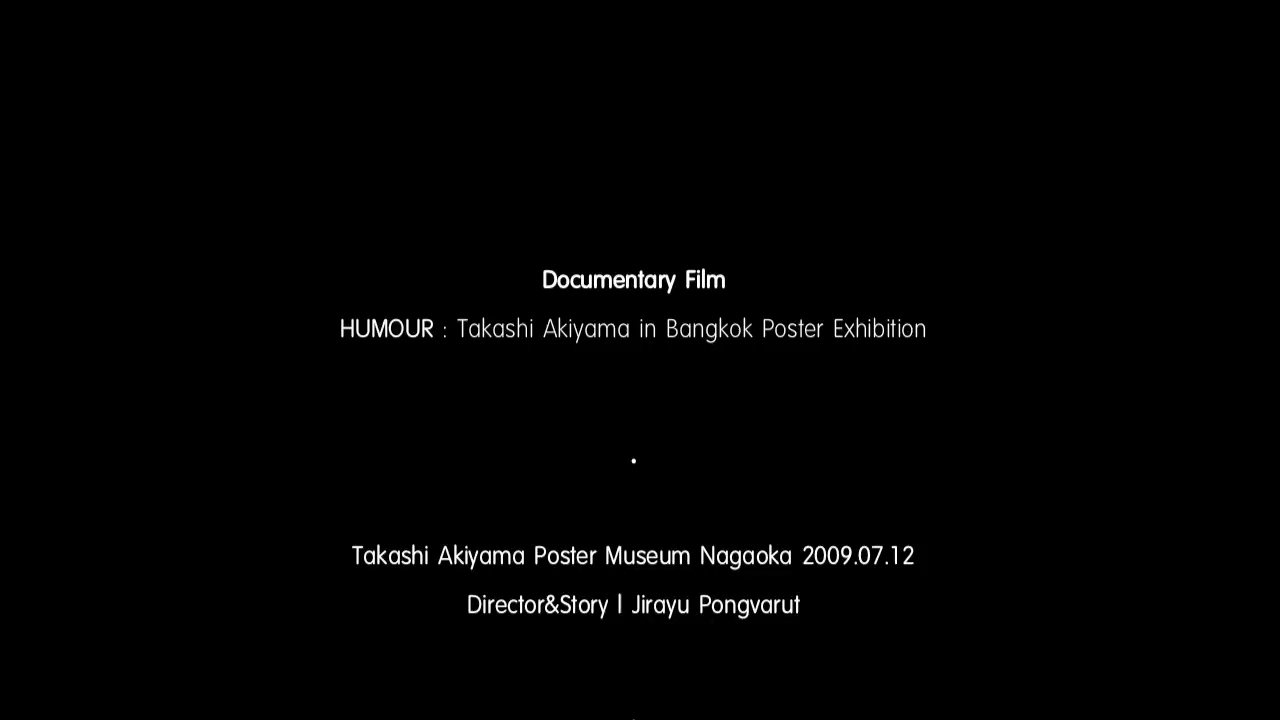 Documentary Film
HUMOUR : Takashi Akiyama in Bangkok Poster Exhibition
.
Takashi Akiyama Poster Museum Nagaoka 2009.07.12
Director&Story | Jirayu Pongvarut